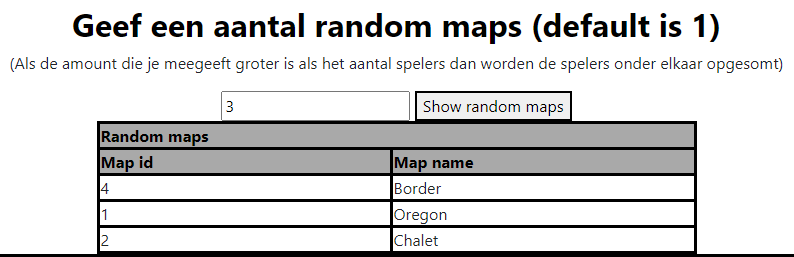 Geef een aantal random maps (default is 1)
(Als de amount die je meegeeft groter is als het aantal spelers dan worden de spelers onder elkaar opgesomt)
3 Show random maps
Random maps
Map id Map name
4 Border
1 Oregon
2 Chalet